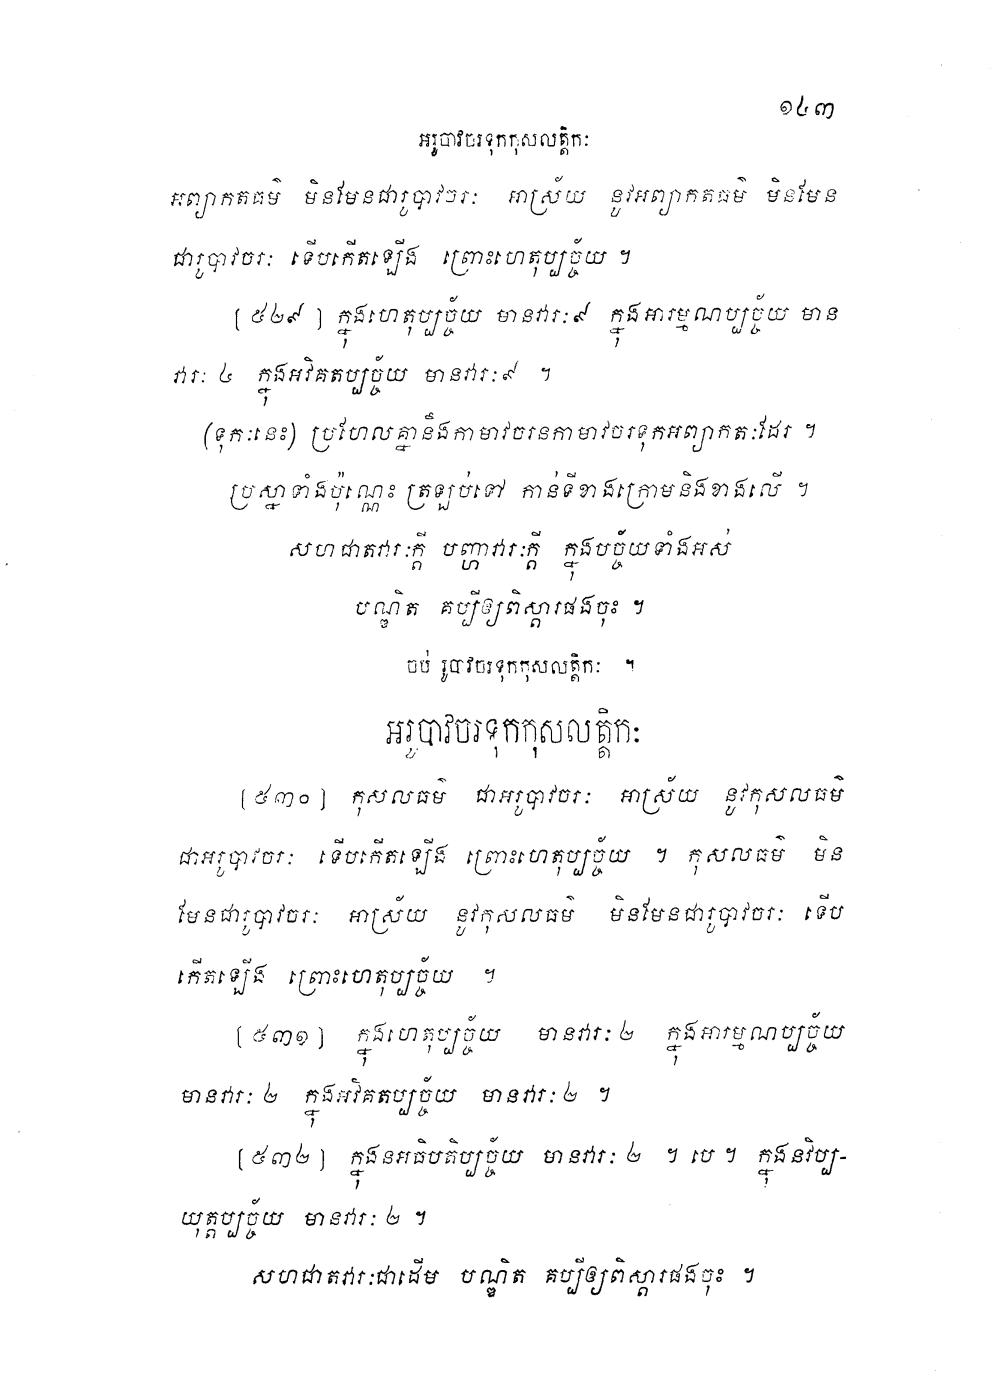 ១៤៣
អរូបាវចរទុកកុសលត្តិកៈ
អព្យាកតធម៌ មិនមែនជារូបាវចរៈ អាស្រ័យ នូវអព្យាកតធម៌ មិនមែន
ជារូបាវចរៈ ទើបកើតឡើង ព្រោះហេតុប្បច្ច័យ ។
[ ៥២៩ ] ក្នុងហេតុប្បច្ច័យ មានវារៈ៩ ក្នុងអារម្មណប្បច្ច័យ មាន
វារៈ ៤ ក្នុងអវិគតប្បច្ច័យ មានវារៈ៩ ។
(ទុកៈនេះ) ប្រហែលគ្នានឹងកាមាវចរនកាមាវចរទុកអព្យាកតៈដែរ ។
ប្រស្នាទាំងប៉ុណ្ណេះ ត្រឡប់ទៅ កាន់ទីខាងក្រោមនិងខាងលើ ។
សហជាតវារៈក្តី បញ្ហាវារៈក្តី ក្នុងបច្ច័យទាំងអស់
បណ្ឌិត គប្បីឲ្យពិស្តារផងចុះ ។
ចប់ រូបាវចរទុកកុសលត្តិកៈ ។
អរូបាវចរទុកកុសលត្តិកៈ
[ ៥៣០ ] កុសលធម៌ ជាអរូបាវចរៈ អាស្រ័យ នូវកុសលធម៌
ជាអរូបាវចរៈ ទើបកើតឡើង ព្រោះហេតុប្បច្ច័យ ។ កុសលធម៌ មិន
មែនជារូបាវចរៈ អាស្រ័យ នូវកុសលធម៌ មិនមែនជារូបាវចរៈ ទើប
កើតឡើង ព្រោះហេតុប្បច្ច័យ ។
[ ៥៣១ ] ក្នុងហេតុប្បច្ច័យ មានវារៈ ២ ក្នុងអារម្មណប្បច្ច័យ
មានវារៈ ២ ក្នុងអវិគតប្បច្ច័យ មានវារៈ ២ ។
[ ៥៣២ ] ក្នុងនអធិបតិប្បច្ច័យ មានវារៈ ២ ។ បេ ។ ក្នុងនវិប្ប-
យុត្តប្បច្ច័យ មានវារៈ ២ ។
សហជាតវារៈជាដើម បណ្ឌិត គប្បីឲ្យពិស្តារផងចុះ ។